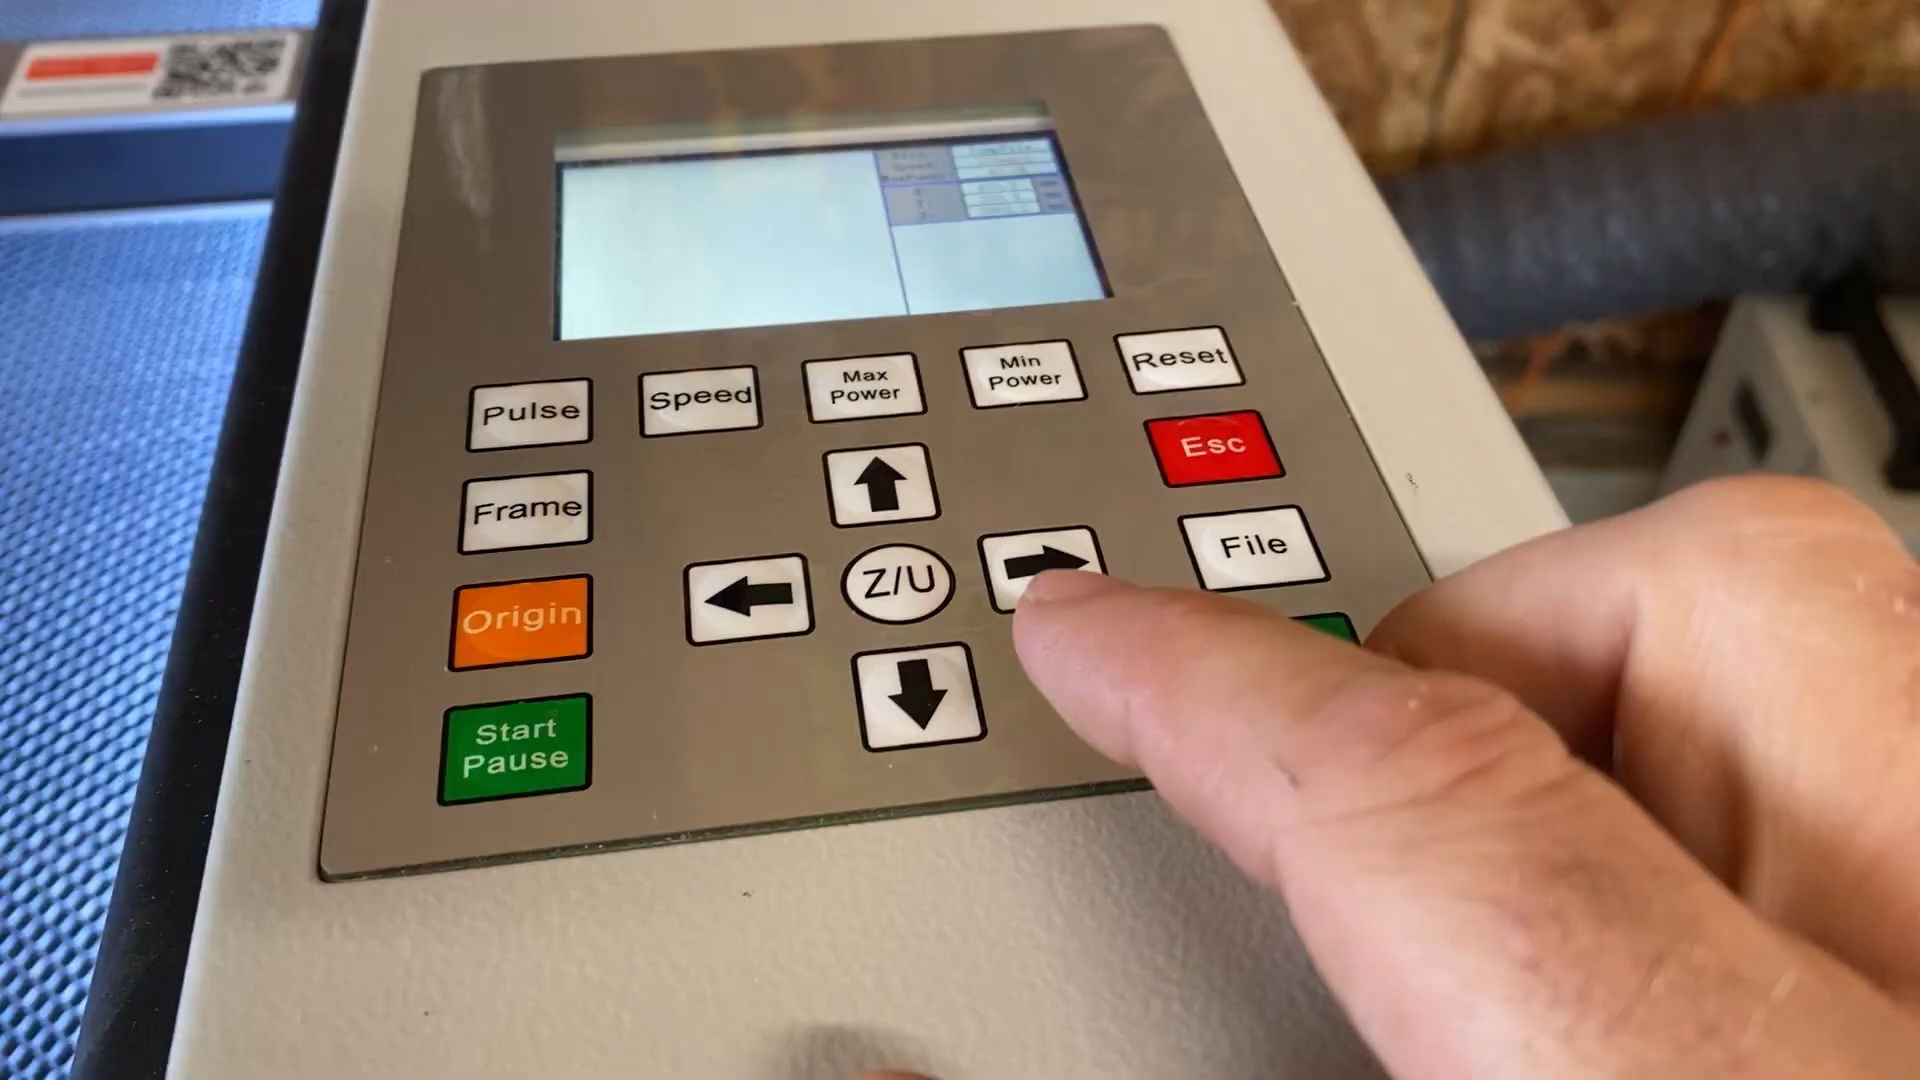 Pulse
Speed
Max
Power
Min
Power
Reset
Esc
Frame
File
Z/U
Origin
Start
Pause